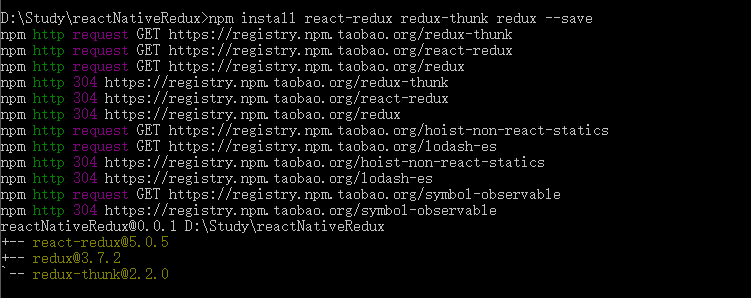 D:\Study\reactNativeRedux>npm install react-redux redux-thunk redux --save
npm http request GET https://registry.npm.taobao.org/redux-thunk
npm http request GET https://registry.npm.taobao.org/react-redux
npm http request GET https://registry.npm.taobao.org/redux
npm http 304 https://registry.npm.taobao.org/redux-thunk
npm http 304 https://registry.npm.taobao.org/react-redux
npm http 304 https://registry.npm.taobao.org/redux
npm http request GET https://registry.npm.taobao.org/hoist-non-react-statics
npm http request GET https://registry.npm.taobao.org/lodash-es
npm http 304 https://registry.npm.taobao.org/hoist-non-react-statics
npm http 304 https://registry.npm.taobao.org/lodash-es
npm http request GET https://registry.npm.taobao.org/symbol-observable
npm http 304 https://registry.npm.taobao.org/symbol-observable
reactNativeRedux@0.0.1 D:\Study\reactNativeRedux
+-- react-redux@5.0.5
+-- redux@3.7.2
`-- redux-thunk@2.2.0